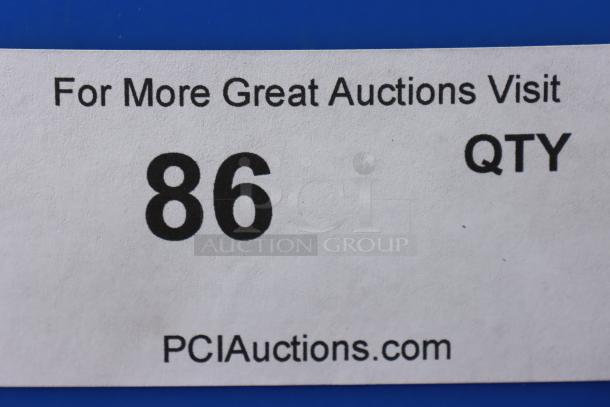 For More Great Auctions Visit
QTY
86
pci
AUCTION GROUP
PCIAuctions.com